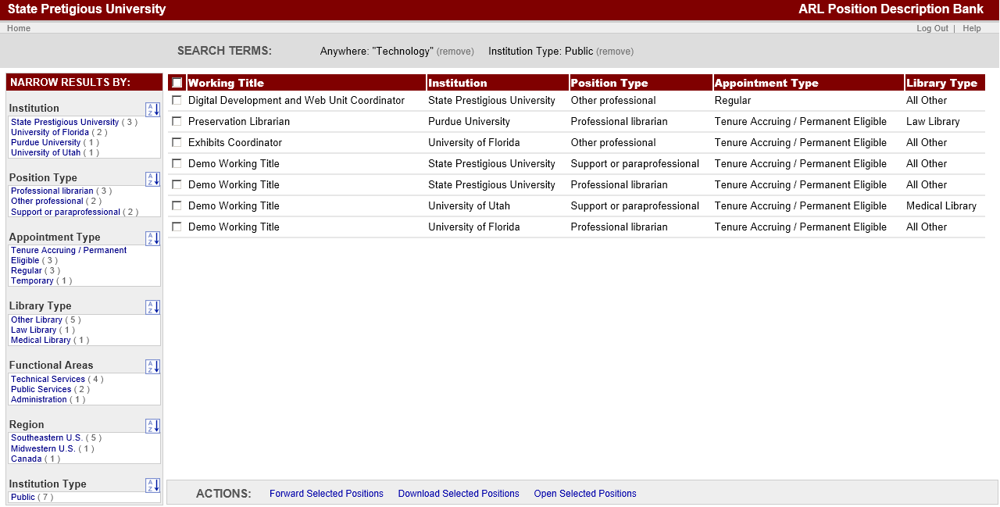 State Pretigious University
ARL Position Description Bank
Home
Log Out | Help
SEARCH TERMS: Anywhere: "Technology" (remove) Institution Type: Public (remove)
NARROW RESULTS BY:
Institution
State Prestigious University ( 3 )
University of Florida ( 2 )
Purdue University ( 1 )
University of Utah ( 1 )
Position Type
Professional librarian ( 3 )
Other professional ( 2 )
Support or paraprofessional ( 2 )
Appointment Type
Tenure Accruing / Permanent
Eligible ( 3 )
Regular ( 3 )
Temporary ( 1 )
Library Type
Other Library ( 5 )
Law Library ( 1 )
Medical Library ( 1 )
Functional Areas
Technical Services ( 4 )
Public Services ( 2 )
Administration ( 1 )
Region
Southeastern U.S. ( 5 )
Midwestern U.S. ( 1 )
Canada ( 1 )
Institution Type
Public ( 7 )
Working Title Institution Position Type Appointment Type Library Type
Digital Development and Web Unit Coordinator State Prestigious University Other professional Regular All Other
Preservation Librarian Purdue University Professional librarian Tenure Accruing / Permanent Eligible Law Library
Exhibits Coordinator University of Florida Other professional Tenure Accruing / Permanent Eligible All Other
Demo Working Title State Prestigious University Support or paraprofessional Tenure Accruing / Permanent Eligible All Other
Demo Working Title State Prestigious University Professional librarian Tenure Accruing / Permanent Eligible All Other
Demo Working Title University of Utah Support or paraprofessional Tenure Accruing / Permanent Eligible Medical Library
Demo Working Title University of Florida Professional librarian Tenure Accruing / Permanent Eligible All Other
ACTIONS: Forward Selected Positions Download Selected Positions Open Selected Positions